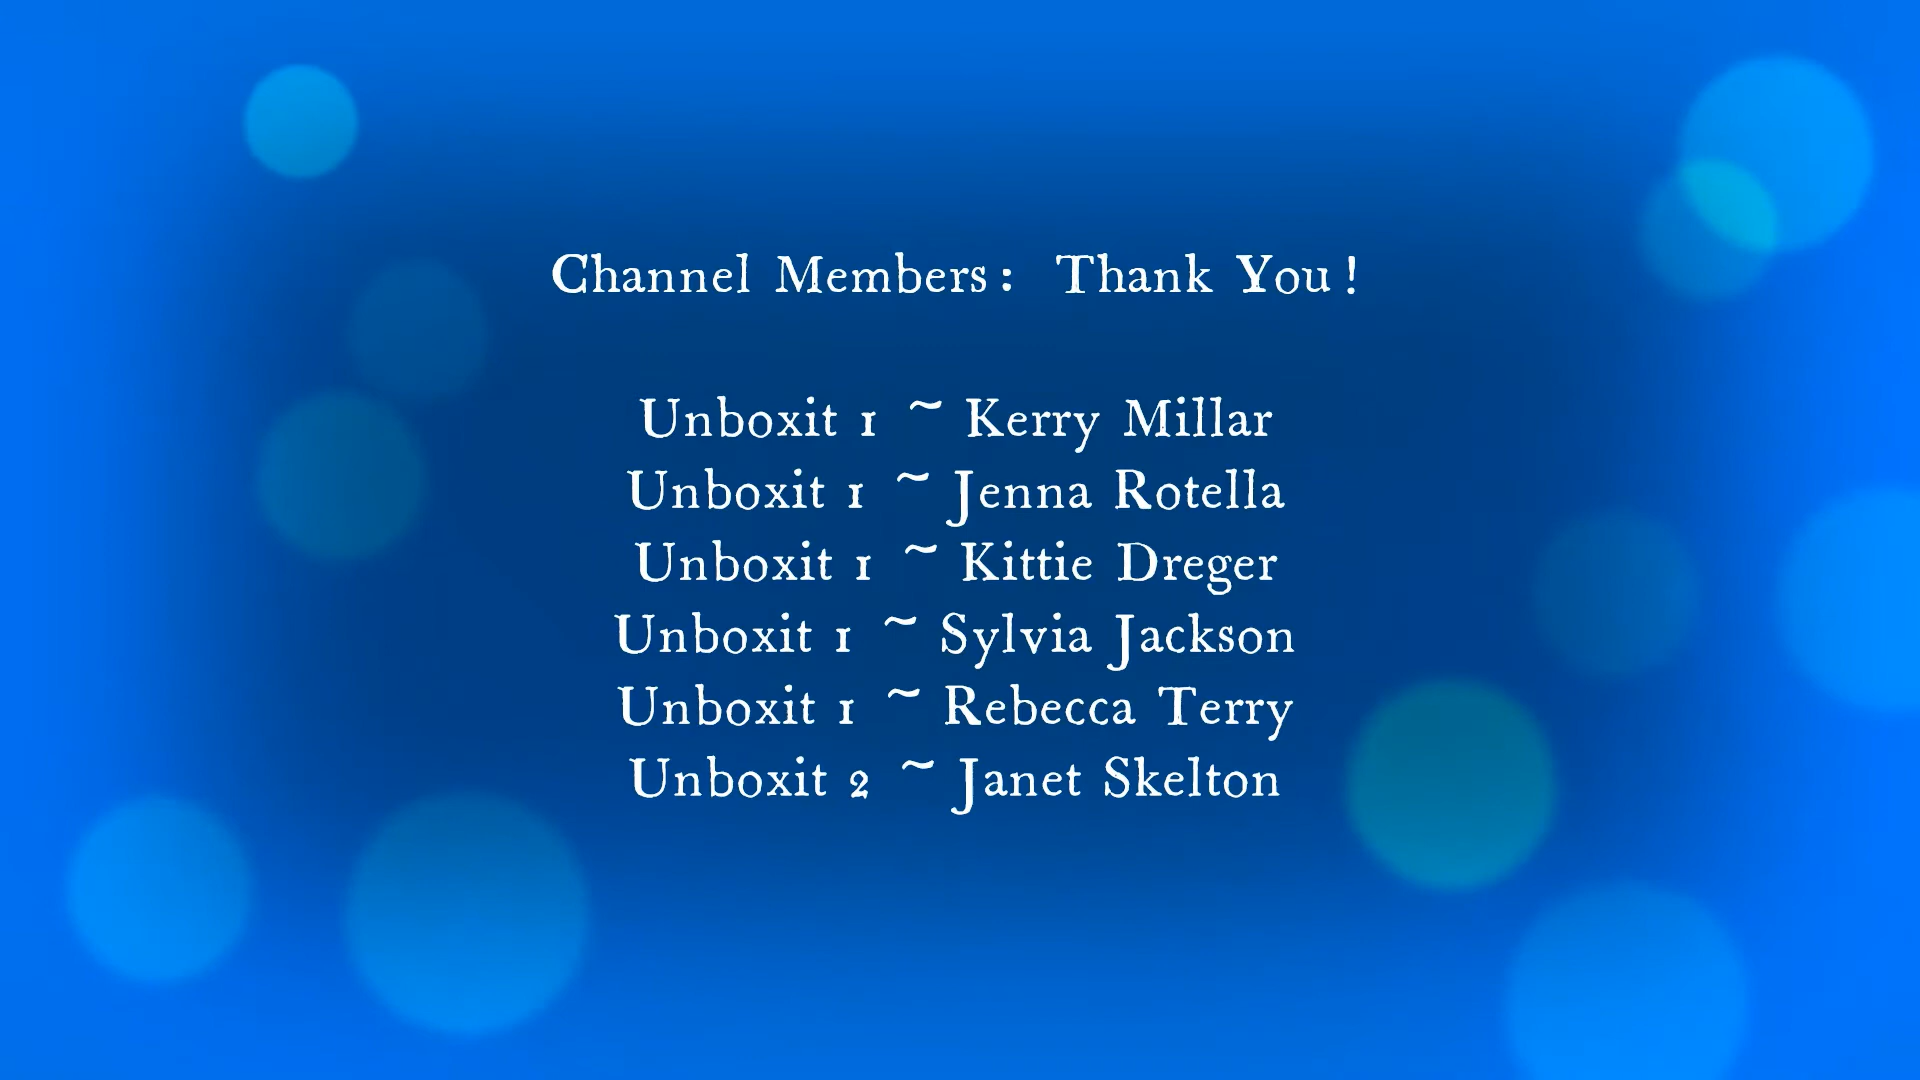 Channel Members: Thank You!
Unboxit 1 ~ Kerry Millar
Unboxit 1 ~ Jenna Rotella
Unboxit 1 ~ Kittie Dreger
Unboxit 1 ~ Sylvia Jackson
Unboxit 1 ~ Rebecca Terry
Unboxit 2 ~ Janet Skelton